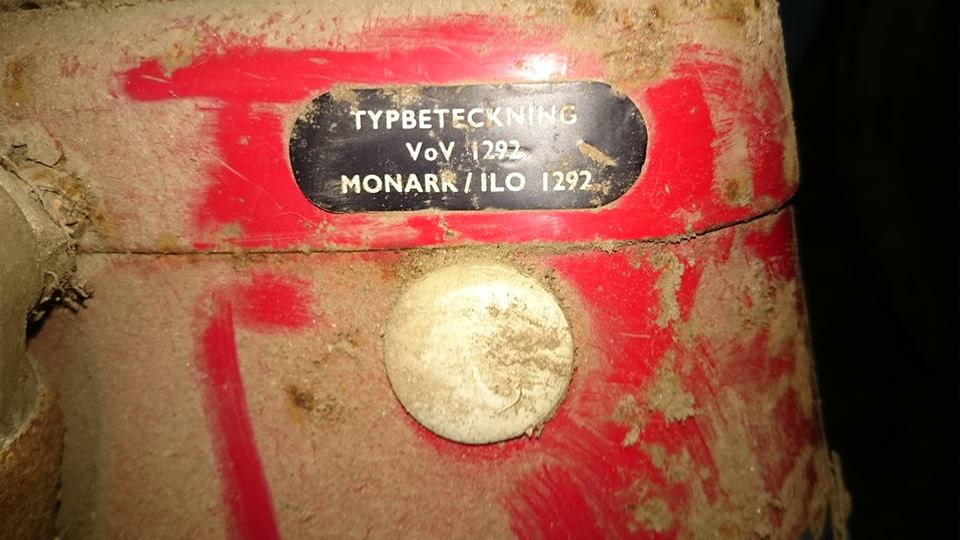 TYPBETECKNING
VoV 1292
MONARK / ILO 1292